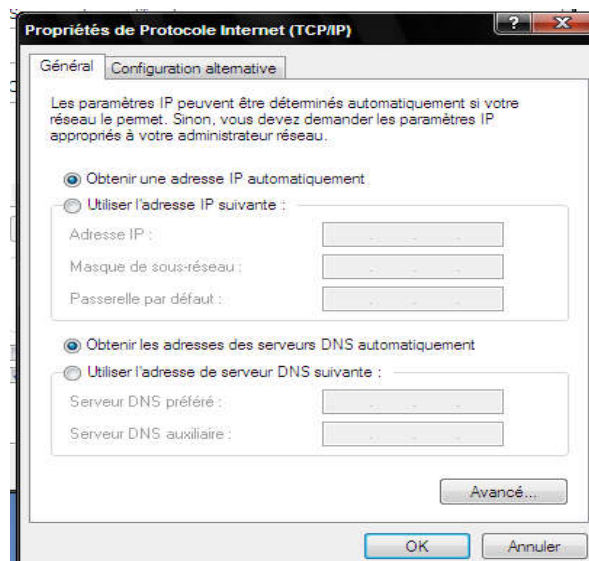 Propriétés de Protocole Internet (TCP/IP)
Général
Configuration alternative
Les paramètres IP peuvent être déterminés automatiquement si votre
réseau le permet. Sinon, vous devez demander les paramètres IP
appropriés à votre administrateur réseau.
Obtenir une adresse IP automatiquement
Utiliser l'adresse IP suivante :
Adresse IP :
Masque de sous-réseau :
Passerelle par défaut :
Obtenir les adresses des serveurs DNS automatiquement
Utiliser l'adresse de serveur DNS suivante :
Serveur DNS préféré :
Serveur DNS auxiliaire :
Avancé...
OK
Annuler